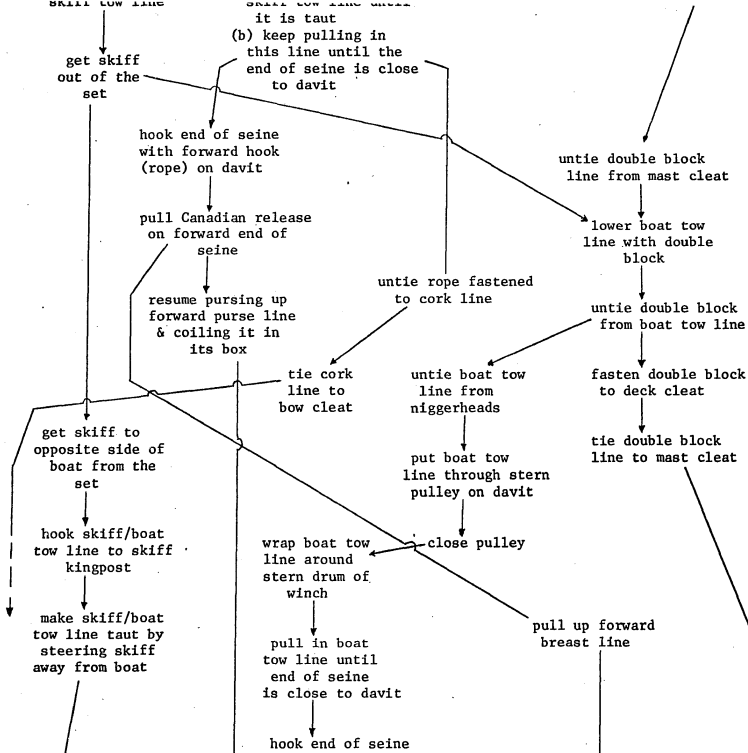 skiff tow line
skiff tow line until
it is taut
(b) keep pulling in
this line until the
end of seine is close
to davit
get skiff
out of the
set
hook end of seine
with forward hook
(rope) on davit
untie double block
line from mast cleat
pull Canadian release
on forward end of
seine
lower boat tow
line with double
block
resume pursing up
forward purse line
& coiling it in
its box
untie rope fastened
to cork line
untie double block
from boat tow line
tie cork
line to
bow cleat
untie boat tow
line from
niggerheads
fasten double block
to deck cleat
get skiff to
opposite side of
boat from the
set
put boat tow
line through stern
pulley on davit
tie double block
line to mast cleat
hook skiff/boat
tow line to skiff
kingpost
wrap boat tow
line around
stern drum of
winch
close pulley
make skiff/boat
tow line taut by
steering skiff
away from boat
pull in boat
tow line until
end of seine
is close to davit
pull up forward
breast line
hook end of seine